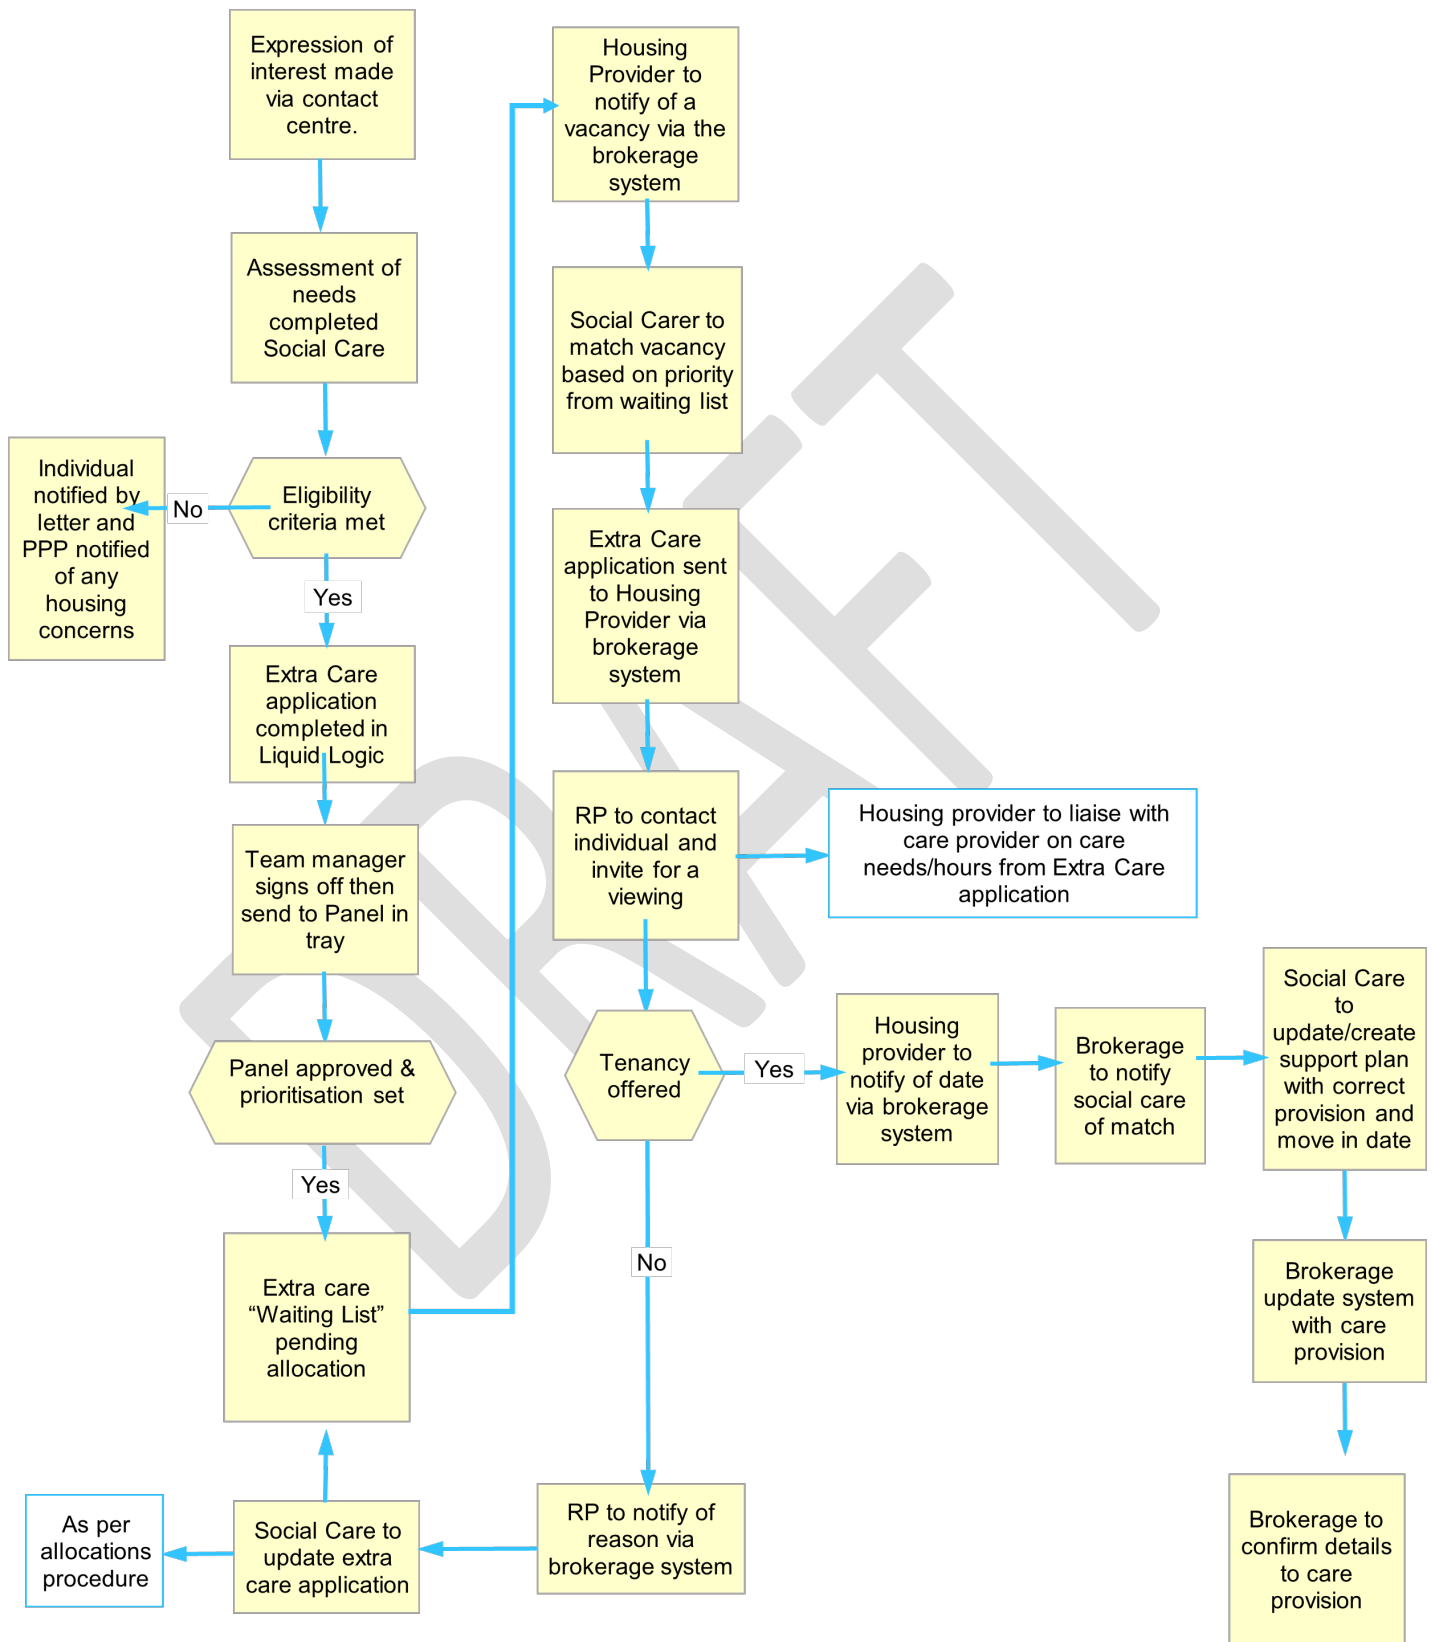 Expression of
interest made
via contact
centre.
Assessment of
needs
completed
Social Care
Eligibility
criteria met
No
Individual
notified by
letter and
PPP notified
of any
housing
concerns
Yes
Extra Care
application
completed in
Liquid Logic
Team manager
signs off then
send to Panel in
tray
Panel approved &
prioritisation set
Yes
Extra care
“Waiting List”
pending
allocation
Housing
Provider to
notify of a
vacancy via the
brokerage
system
Social Carer to
match vacancy
based on priority
from waiting list
Extra Care
application sent
to Housing
Provider via
brokerage
system
RP to contact
individual and
invite for a
viewing
Housing provider to liaise with
care provider on care
needs/hours from Extra Care
application
Tenancy
offered
Yes
Housing
provider to
notify of date
via brokerage
system
Brokerage
to notify
social care
of match
Social Care
to
update/create
support plan
with correct
provision and
move in date
Brokerage
update system
with care
provision
Brokerage to
confirm details
to care
provision
No
RP to notify of
reason via
brokerage system
Social Care to
update extra
care application
As per
allocations
procedure
DRAFT